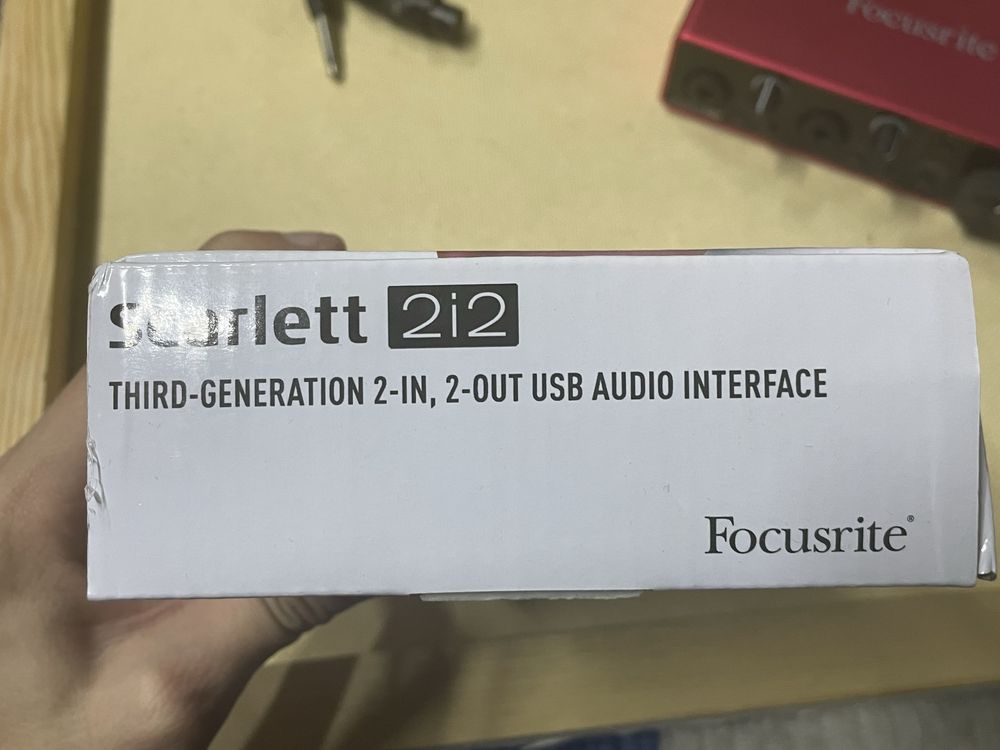 Focusrite
Scarlett 2i2
THIRD-GENERATION 2-IN, 2-OUT USB AUDIO INTERFACE
Focusrite®